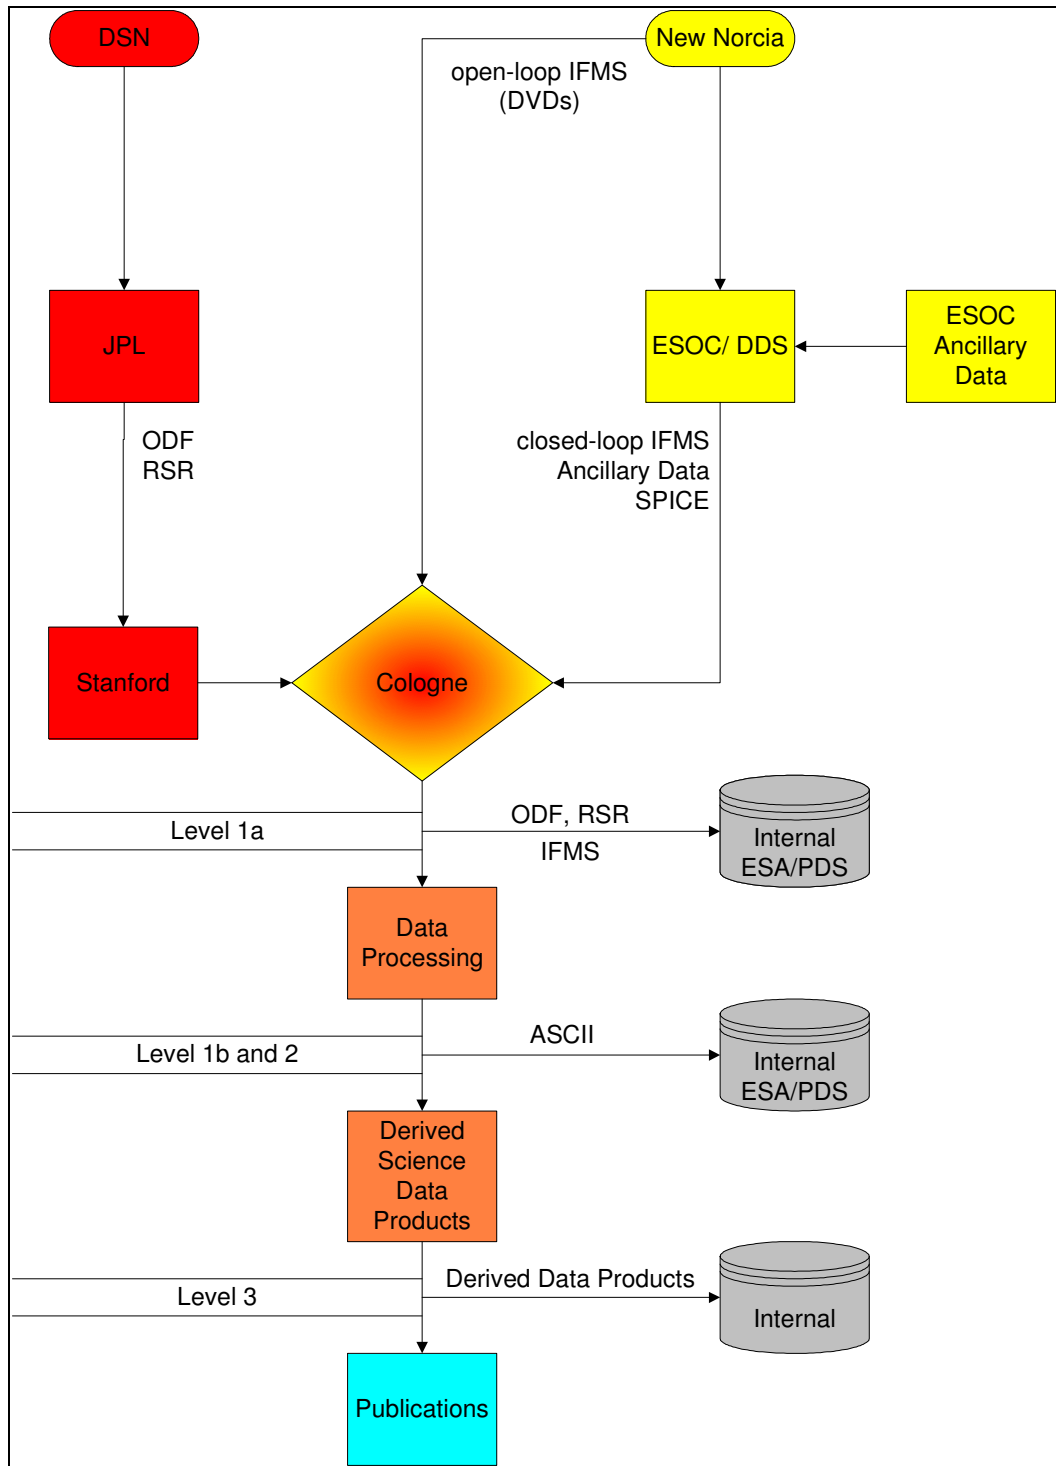 DSN
New Norcia
open-loop IFMS
(DVDs)
JPL
ESOC/ DDS
ESOC
Ancillary
Data
ODF
RSR
closed-loop IFMS
Ancillary Data
SPICE
Stanford
Cologne
Level 1a
ODF, RSR
IFMS
Internal
ESA/PDS
Data
Processing
Level 1b and 2
ASCII
Internal
ESA/PDS
Derived
Science
Data
Products
Level 3
Derived Data Products
Internal
Publications